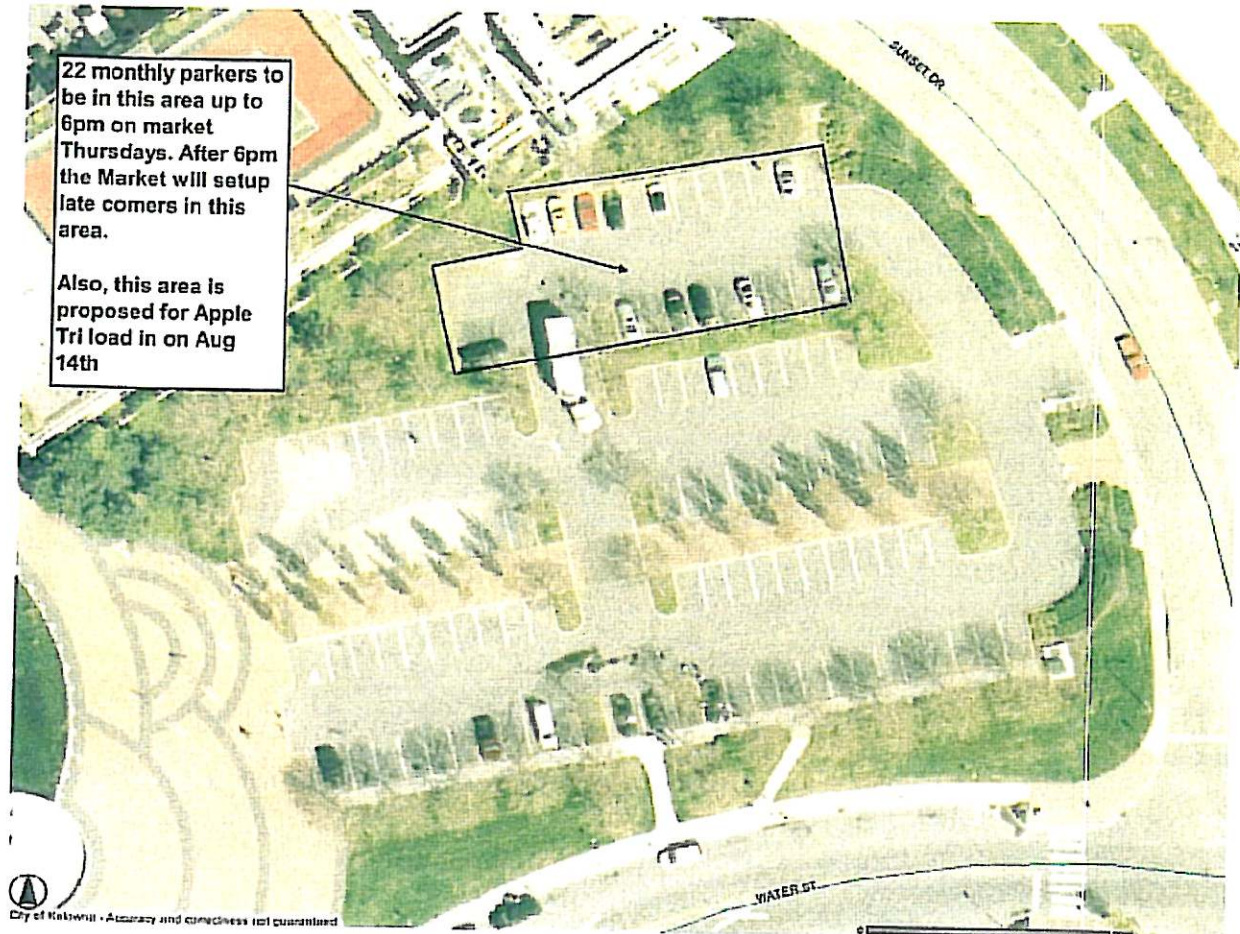 22 monthly parkers to
be in this area up to
6pm on market
Thursdays. After 6pm
the Market will setup
late comers in this
area.
Also, this area is
proposed for Apple
Tri load in on Aug
14th
SUNSET DR
WATER ST
City of Kelowna - Accuracy and correctness not guaranteed
0